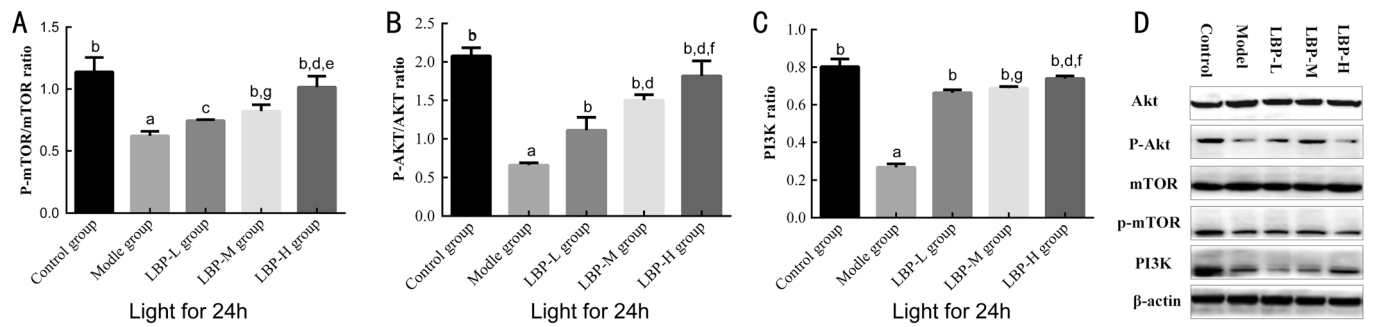 A
P-mTOR/mTOR ratio
1.5
1.0
0.5
0.0
b
a
c
b,g
b,d,e
Control group
Modle group
LBP-L group
LBP-M group
LBP-H group
Light for 24h
B
P-AKT/AKT ratio
2.5
2.0
1.5
1.0
0.5
0.0
b
a
b
b,d
b,d,f
Control group
Modle group
LBP-L group
LBP-M group
LBP-H group
Light for 24h
C
PI3K ratio
1.0
0.8
0.6
0.4
0.2
0.0
b
a
b
b,g
b,d,f
Control group
Modle group
LBP-L group
LBP-M group
LBP-H group
Light for 24h
D
Control
Model
LBP-L
LBP-M
LBP-H
Akt
P-Akt
mTOR
p-mTOR
PI3K
β-actin